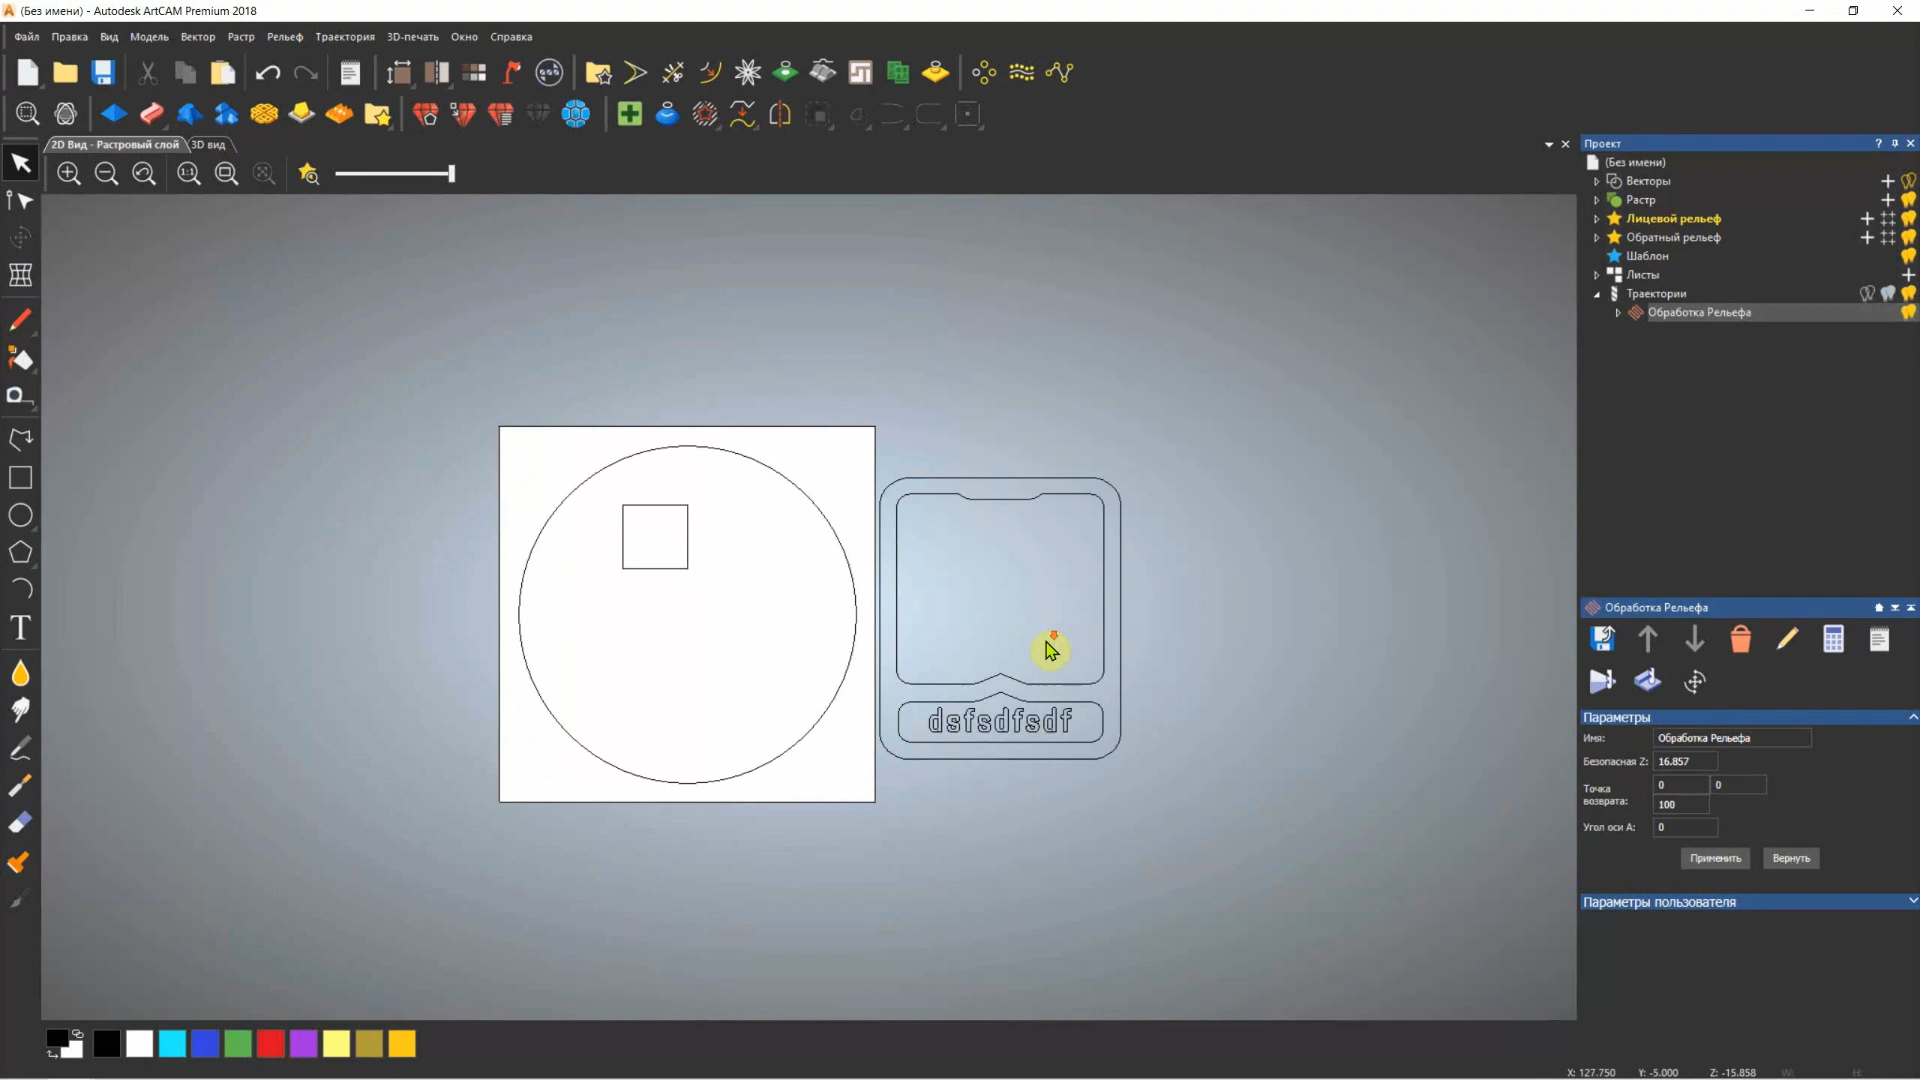 (Без имени) - Autodesk ArtCAM Premium 2018
Файл Правка Вид Модель Вектор Растр Рельеф Траектория 3D-печать Окно Справка
2D Вид - Растровый слой 3D вид
1:1
Проект
(Без имени)
Векторы
Растр
Лицевой рельеф
Обратный рельеф
Шаблон
Листы
Траектории
Обработка Рельефа
dsfsdfsdf
Обработка Рельефа
Параметры
Имя: Обработка Рельефа
Безопасная Z: 16.857
Точка возврата: 0 0
100
Угол оси A: 0
Применить Вернуть
Параметры пользователя
X: 127.750 Y: -5.000 Z: -15.858 W: H: